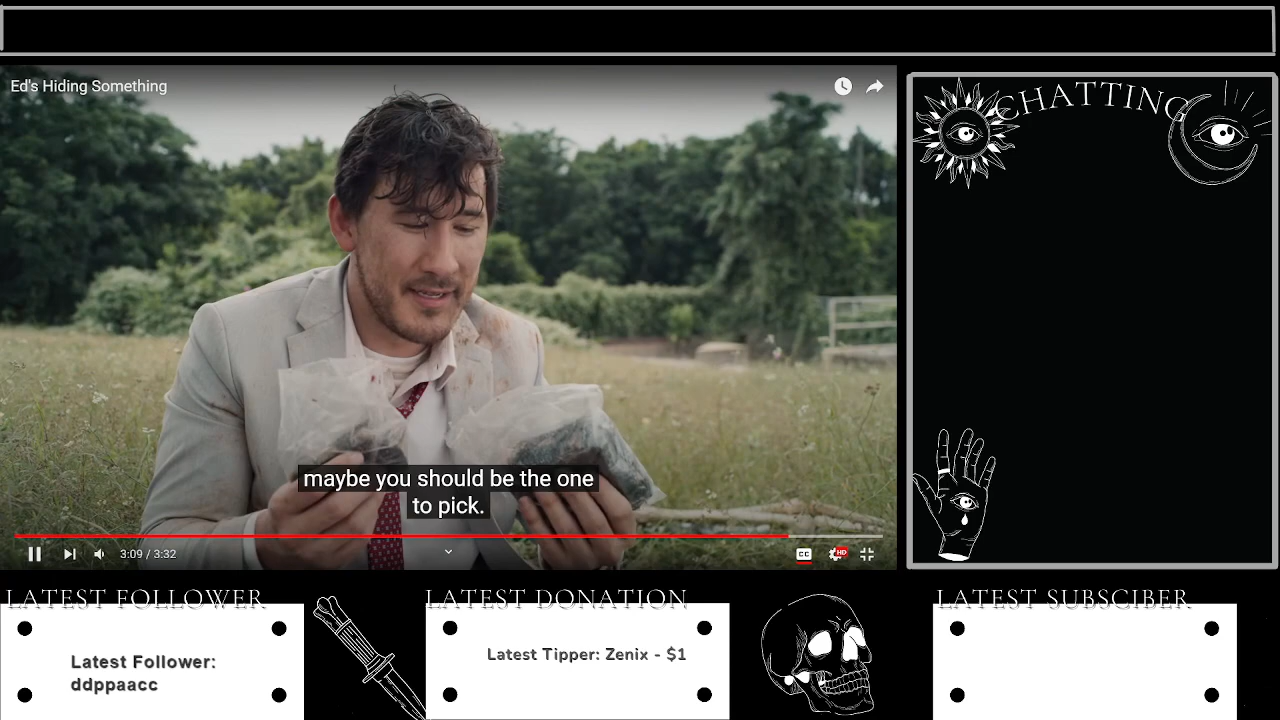 Ed's Hiding Something
CHATTING
maybe you should be the one
to pick.
3:09 / 3:32
CC
HD
LATEST FOLLOWER
LATEST DONATION
LATEST SUBSCIBER
Latest Follower:
ddppaacc
Latest Tipper: Zenix - $1